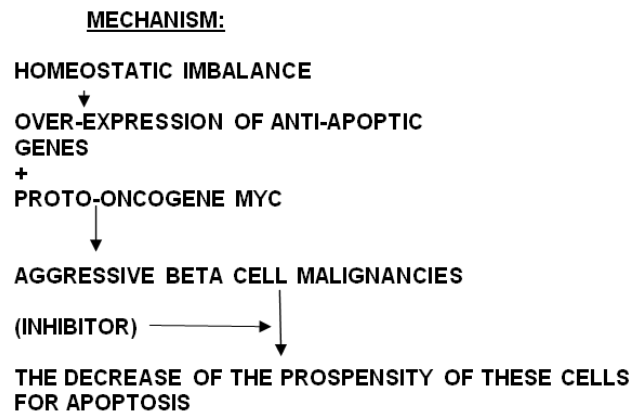 MECHANISM:
HOMEOSTATIC IMBALANCE
OVER-EXPRESSION OF ANTI-APOPTIC
GENES
+
PROTO-ONCOGENE MYC
AGGRESSIVE BETA CELL MALIGNANCIES
(INHIBITOR)
THE DECREASE OF THE PROSPENSITY OF THESE CELLS
FOR APOPTOSIS